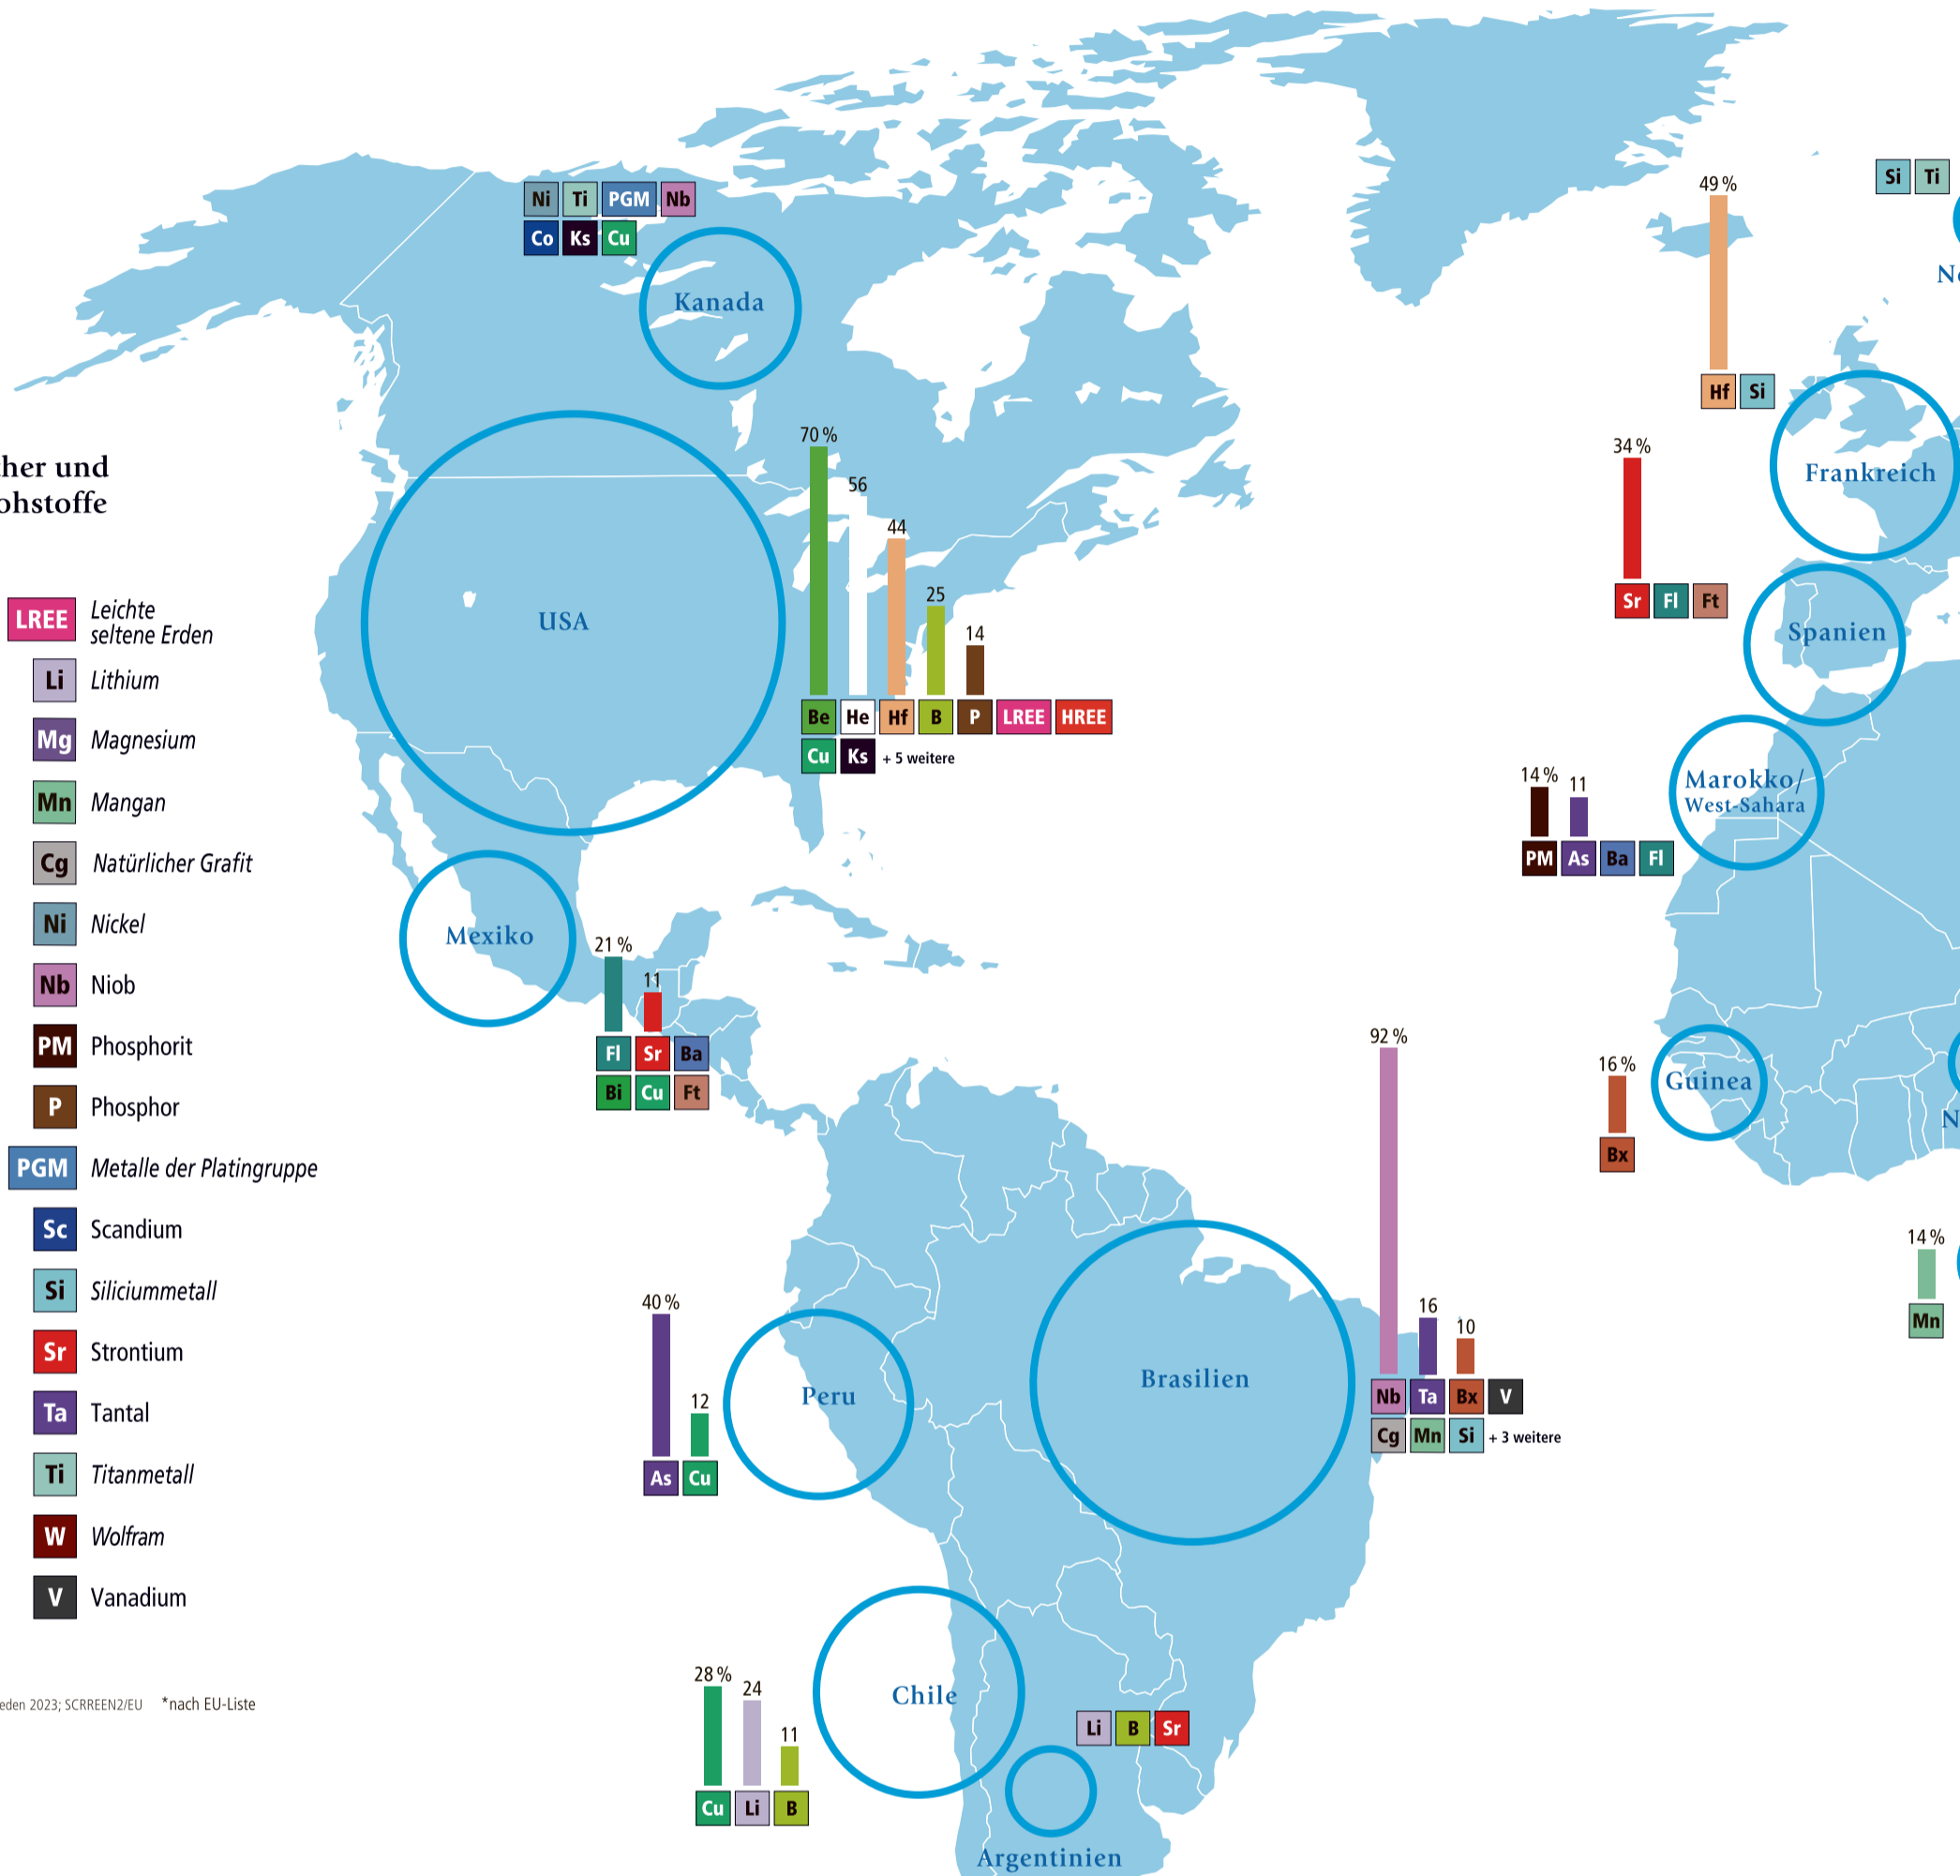 ther und
ohstoffe
LREE Leichte
seltene Erden
Li Lithium
Mg Magnesium
Mn Mangan
Cg Natürlicher Grafit
Ni Nickel
Nb Niob
PM Phosphorit
P Phosphor
PGM Metalle der Platingruppe
Sc Scandium
Si Siliciummetall
Sr Strontium
Ta Tantal
Ti Titanmetall
W Wolfram
V Vanadium
eden 2023; SCRREEN2/EU *nach EU-Liste
Ni Ti PGM Nb
Co Ks Cu
Kanada
USA
70 %
56
44
25
14
Be He Hf B P LREE HREE
Cu Ks + 5 weitere
Mexiko
21 %
11
Fl Sr Ba
Bi Cu Ft
40 %
12
As Cu
Peru
Brasilien
92 %
16
10
Nb Ta Bx V
Cg Mn Si + 3 weitere
28 %
24
11
Cu Li B
Chile
Li B Sr
Argentinien
49 %
Hf Si
Frankreich
Si Ti
No
34 %
Sr Fl Ft
Spanien
14 %
11
PM As Ba Fl
Marokko/
West-Sahara
16 %
Bx
Guinea
N
14 %
Mn